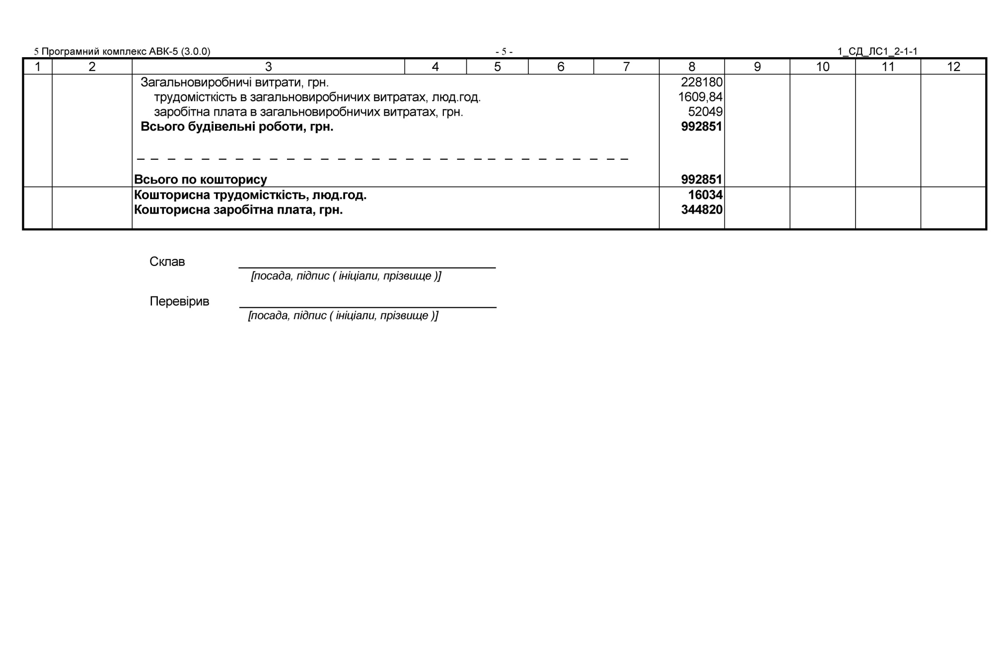 5 Програмний комплекс АВК-5 (3.0.0) - 5 - 1_СД_ЛС1_2-1-1
1 2 3 4 5 6 7 8 9 10 11 12
Загальновиробничі витрати, грн. 228180
трудомісткість в загальновиробничих витратах, люд.год. 1609,84
заробітна плата в загальновиробничих витратах, грн. 52049
Всього будівельні роботи, грн. 992851
_ _ _ _ _ _ _ _ _ _ _ _ _ _ _ _ _ _ _ _ _ _ _ _ _ _ _ _ _ _
Всього по кошторису 992851
Кошторисна трудомісткість, люд.год. 16034
Кошторисна заробітна плата, грн. 344820
Склав
[посада, підпис ( ініціали, прізвище )]
Перевірив
[посада, підпис ( ініціали, прізвище )]